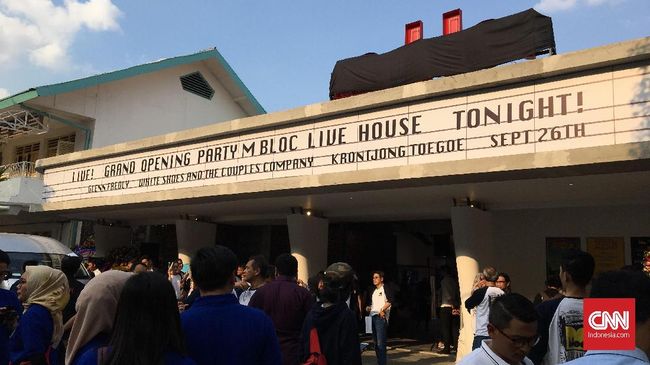 LIVE! GRAND OPENING PARTY M BLOC LIVE HOUSE TONIGHT!
GLENN FREDLY WHITE SHOES AND THE COUPLES COMPANY KRONTJONG TOEGOE SEPT 26TH
CNN
Indonesia.com